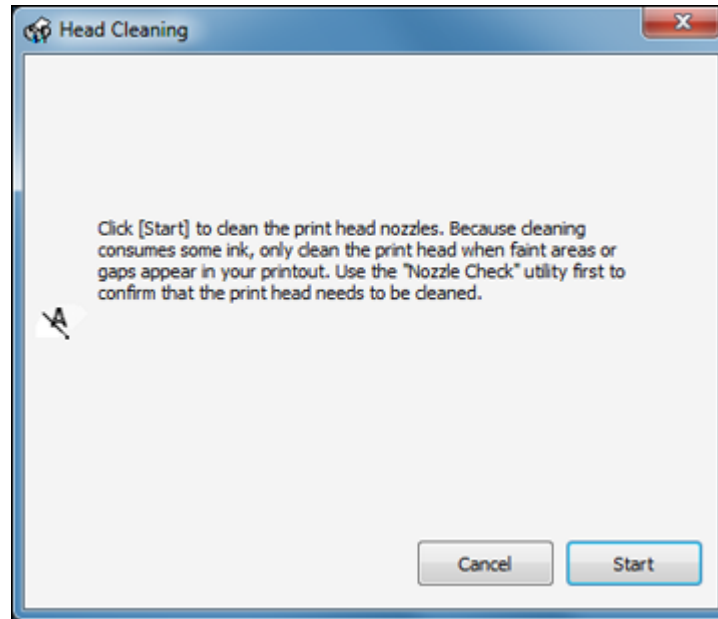 Head Cleaning
Click [Start] to clean the print head nozzles. Because cleaning
consumes some ink, only clean the print head when faint areas or
gaps appear in your printout. Use the "Nozzle Check" utility first to
confirm that the print head needs to be cleaned.
A
Cancel
Start